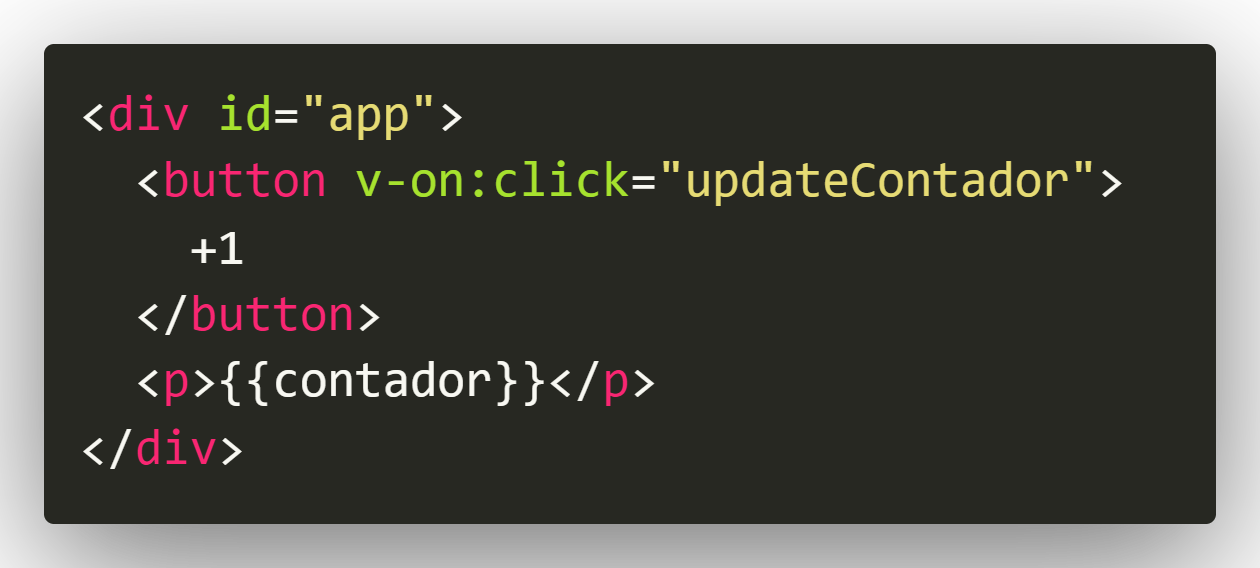 <div id="app">
  <button v-on:click="updateContador">
    +1
  </button>
  <p>{{contador}}</p>
</div>